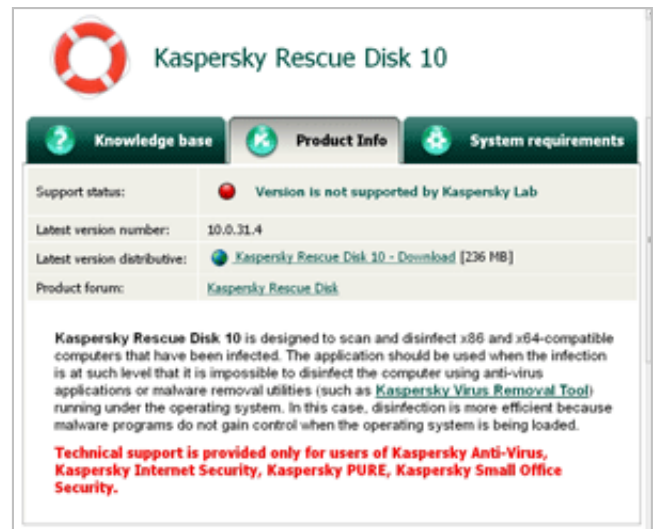 Kaspersky Rescue Disk 10
Knowledge base
Product Info
System requirements
Support status: Version is not supported by Kaspersky Lab
Latest version number: 10.0.31.4
Latest version distributive: Kaspersky Rescue Disk 10 - Download [236 MB]
Product forum: Kaspersky Rescue Disk
Kaspersky Rescue Disk 10 is designed to scan and disinfect x86 and x64-compatible
computers that have been infected. The application should be used when the infection
is at such level that it is impossible to disinfect the computer using anti-virus
applications or malware removal utilities (such as Kaspersky Virus Removal Tool)
running under the operating system. In this case, disinfection is more efficient because
malware programs do not gain control when the operating system is being loaded.
Technical support is provided only for users of Kaspersky Anti-Virus,
Kaspersky Internet Security, Kaspersky PURE, Kaspersky Small Office
Security.